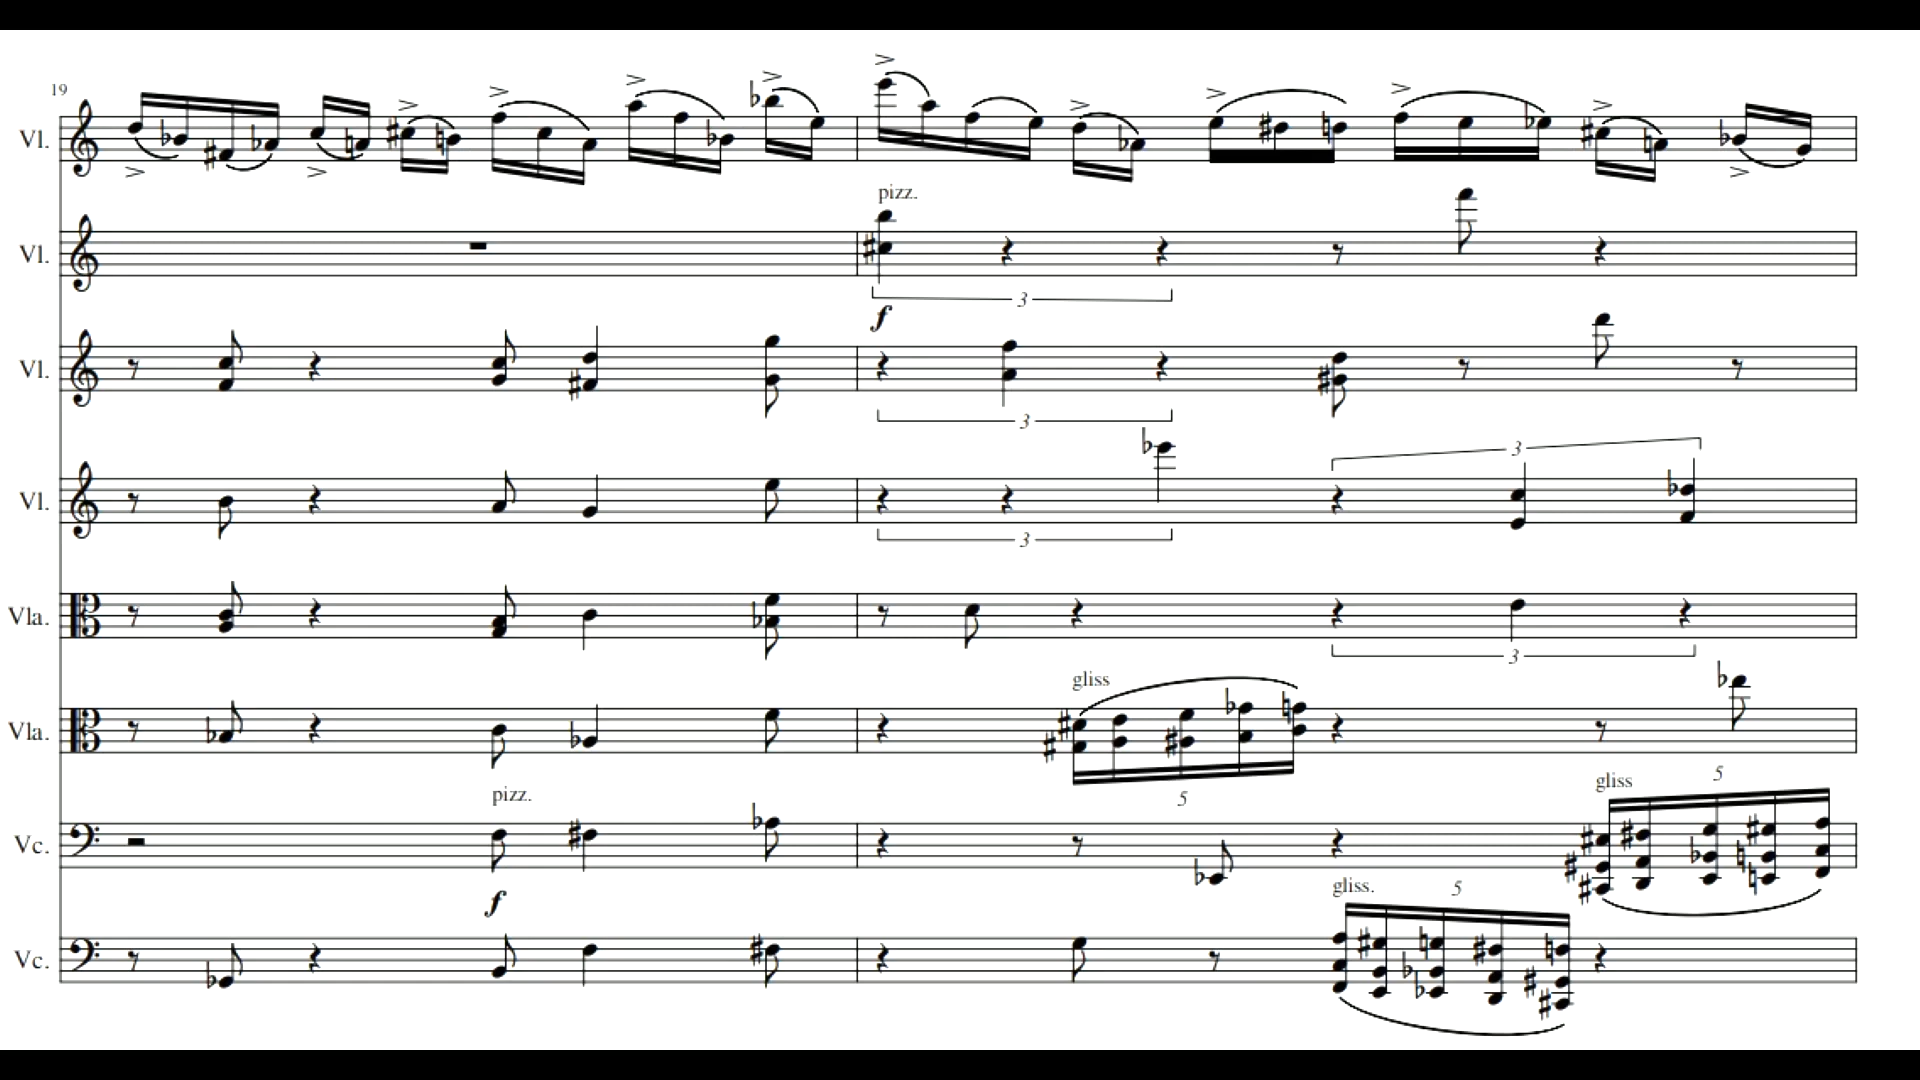 19
Vl.
pizz.
Vl.
3
f
Vl.
3
3
Vl.
3
Vla.
3
gliss
Vla.
5
gliss 5
pizz.
Vc.
f
gliss. 5
Vc.